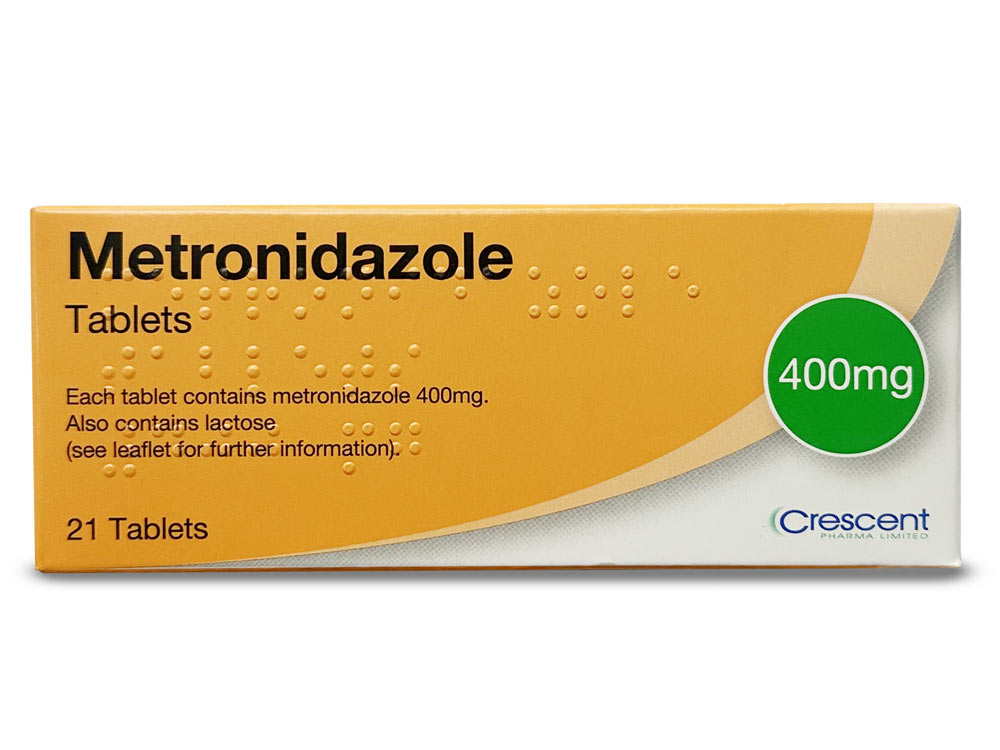 Metronidazole
Tablets
Each tablet contains metronidazole 400mg.
Also contains lactose
(see leaflet for further information).
21 Tablets
400mg
Crescent
PHARMA LIMITED